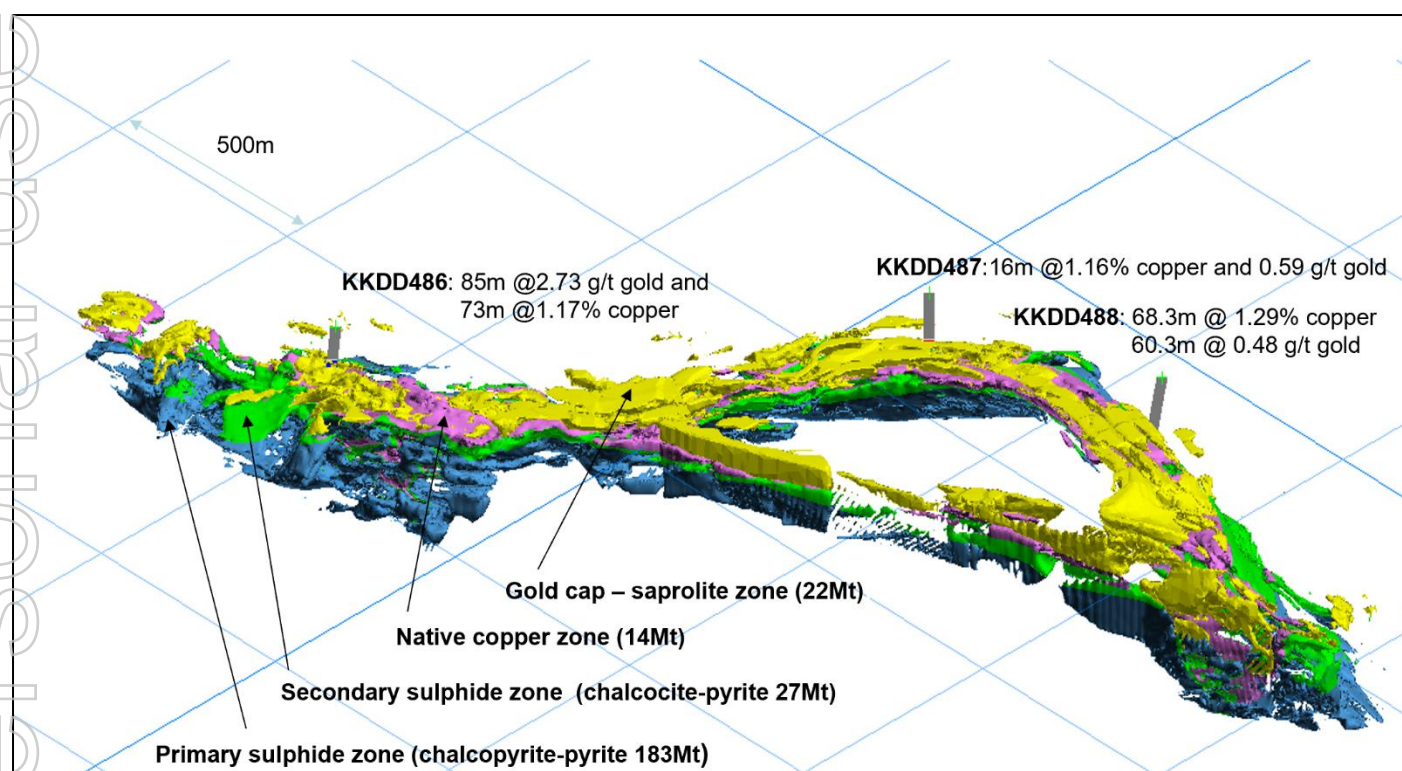 500m
KKDD486: 85m @2.73 g/t gold and
73m @1.17% copper
KKDD487:16m @1.16% copper and 0.59 g/t gold
KKDD488: 68.3m @ 1.29% copper
60.3m @ 0.48 g/t gold
Gold cap – saprolite zone (22Mt)
Native copper zone (14Mt)
Secondary sulphide zone (chalcocite-pyrite 27Mt)
Primary sulphide zone (chalcopyrite-pyrite 183Mt)